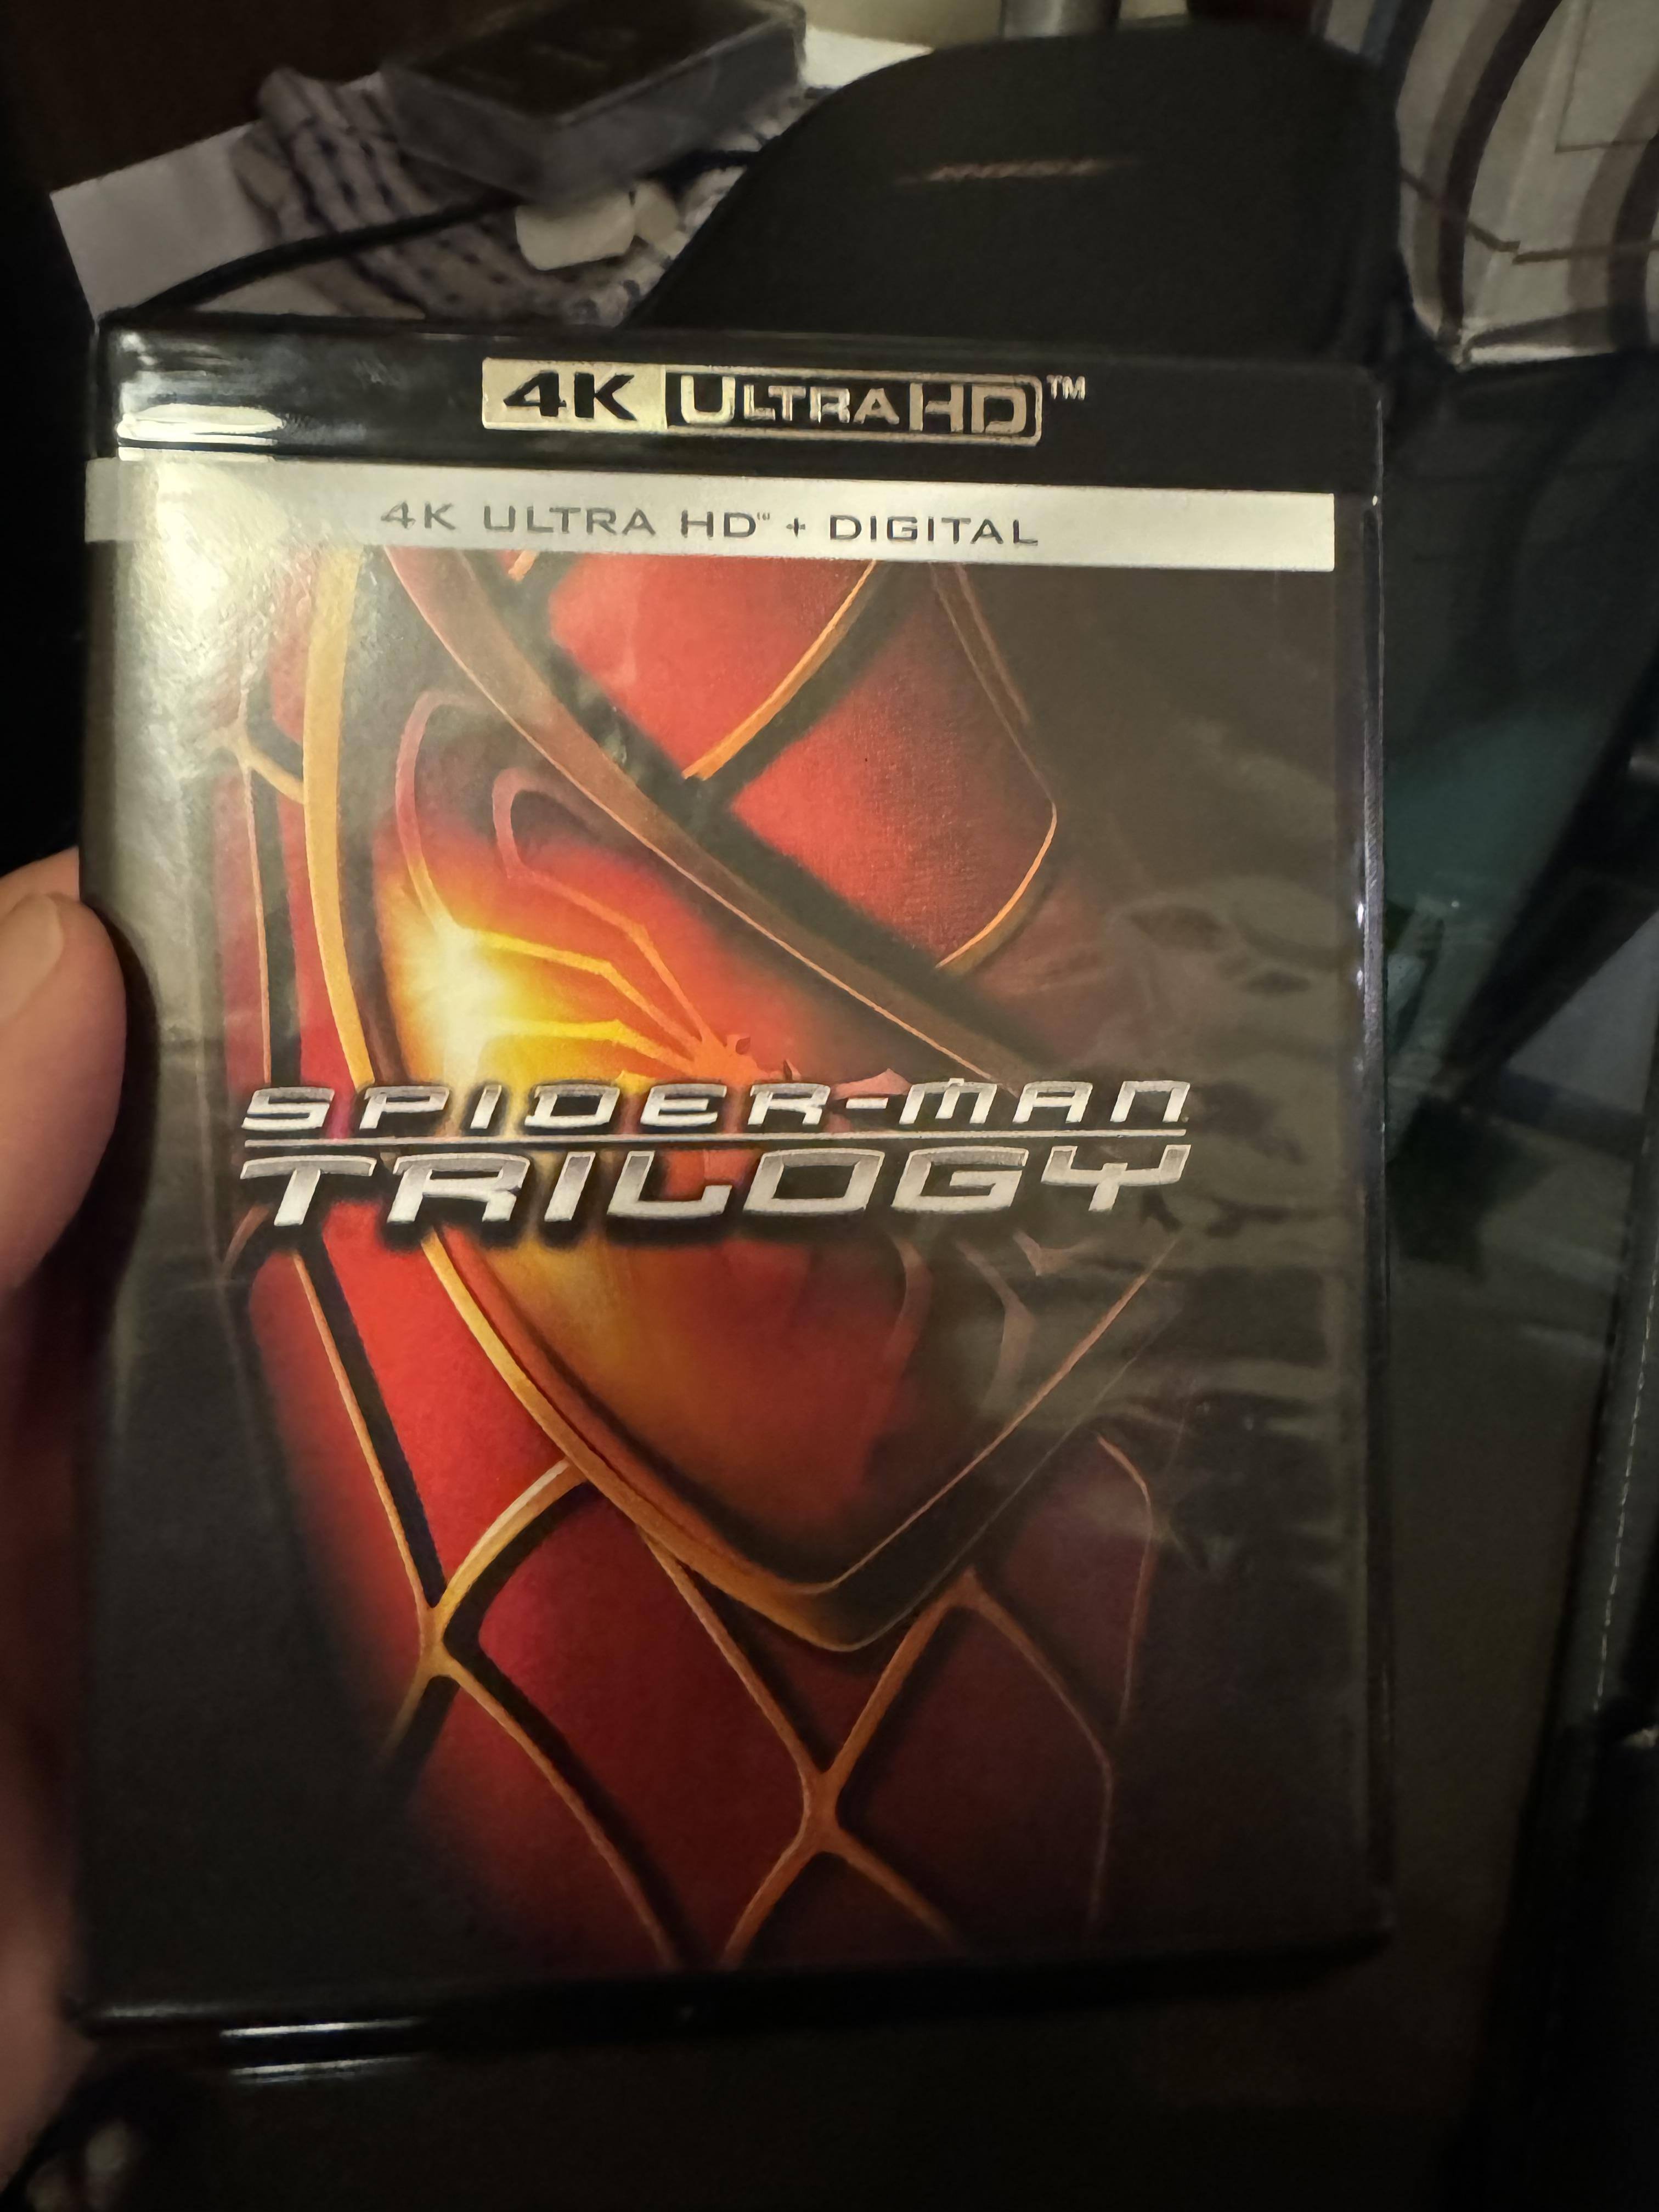 4K ULTRA HD™
4K ULTRA HD™ + DIGITAL
SPIDER-MAN
TRILOGY